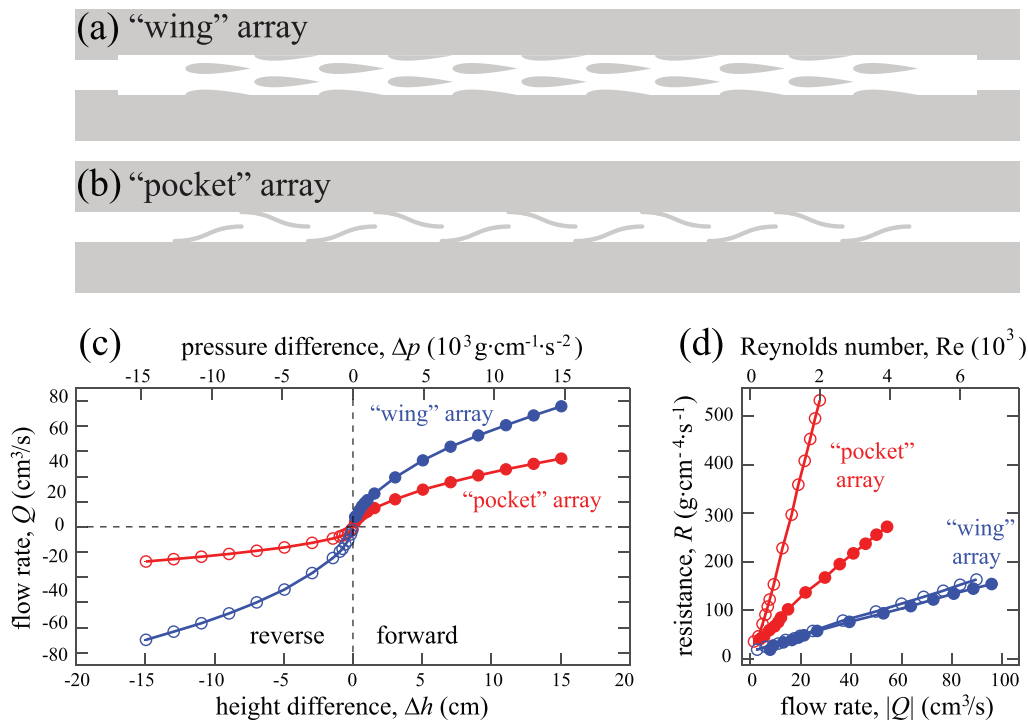 (a) “wing” array
(b) “pocket” array
(c)
pressure difference, Δp (10³ g·cm⁻¹·s⁻²)
-15 -10 -5 0 5 10 15
80
60
40
20
0
-20
-40
-60
-80
flow rate, Q (cm³/s)
“wing” array
“pocket” array
reverse forward
-20 -15 -10 -5 0 5 10 15 20
height difference, Δh (cm)
(d)
Reynolds number, Re (10³)
0 2 4 6
500
400
300
200
100
0
resistance, R (g·cm⁻⁴·s⁻¹)
“pocket”
array
“wing”
array
0 20 40 60 80 100
flow rate, |Q| (cm³/s)